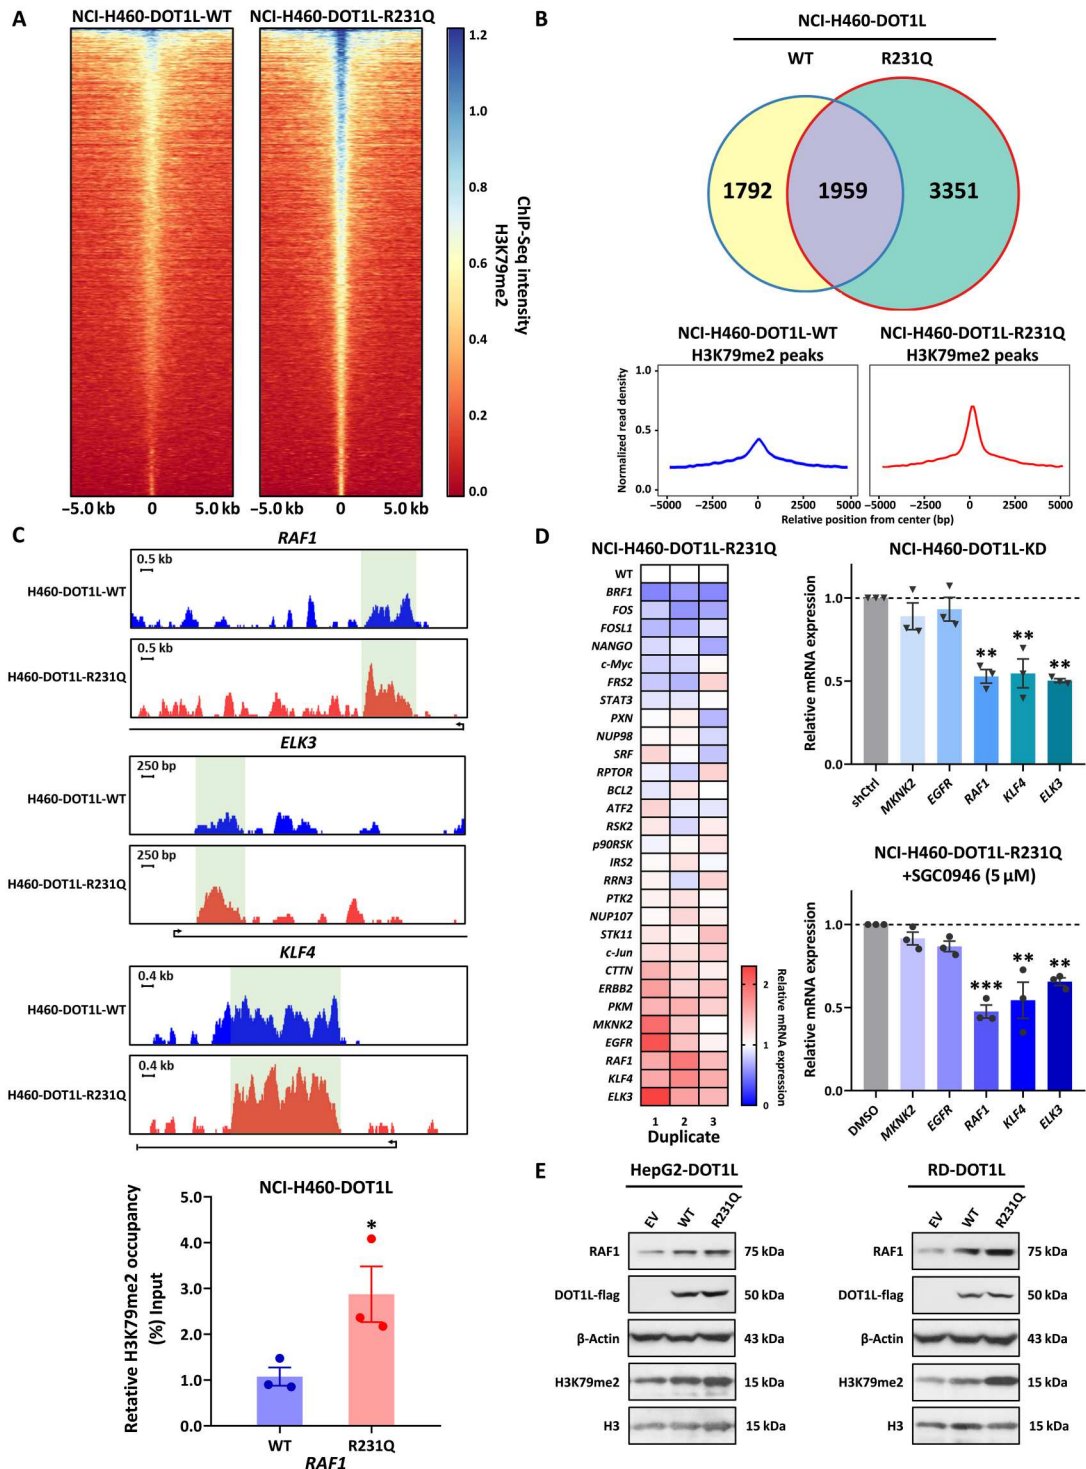 A
NCI-H460-DOT1L-WT NCI-H460-DOT1L-R231Q
1.2
1.0
0.8
0.6
0.4
0.2
0.0
ChIP-Seq intensity
H3K79me2
−5.0 kb 0 5.0 kb −5.0 kb 0 5.0 kb
B
NCI-H460-DOT1L
WT R231Q
1792 1959 3351
NCI-H460-DOT1L-WT
H3K79me2 peaks
NCI-H460-DOT1L-R231Q
H3K79me2 peaks
Normalized read density
1.0
0.5
0.0
−5000 −2500 0 2500 5000 −5000 −2500 0 2500 5000
Relative position from center (bp)
C
RAF1
H460-DOT1L-WT
0.5 kb
H460-DOT1L-R231Q
0.5 kb
ELK3
H460-DOT1L-WT
250 bp
H460-DOT1L-R231Q
250 bp
KLF4
H460-DOT1L-WT
0.4 kb
H460-DOT1L-R231Q
0.4 kb
NCI-H460-DOT1L
Retative H3K79me2 occupancy
(%) Input
5.0
4.0
3.0
2.0
1.0
0.0
*
WT R231Q
RAF1
D
NCI-H460-DOT1L-R231Q
WT
BRF1
FOS
FOSL1
NANGO
c-Myc
FRS2
STAT3
PXN
NUP98
SRF
RPTOR
BCL2
ATF2
RSK2
p90RSK
IRS2
RRN3
PTK2
NUP107
STK11
c-Jun
CTTN
ERBB2
PKM
MKNK2
EGFR
RAF1
KLF4
ELK3
1 2 3
Duplicate
2
1
0
Relative mRNA expression
NCI-H460-DOT1L-KD
Relative mRNA expression
1.0
0.5
0.0
** ** **
shCtrl MKNK2 EGFR RAF1 KLF4 ELK3
NCI-H460-DOT1L-R231Q
+SGC0946 (5 µM)
Relative mRNA expression
1.0
0.5
0.0
*** ** **
DMSO MKNK2 EGFR RAF1 KLF4 ELK3
E
HepG2-DOT1L
EV WT R231Q
RAF1 75 kDa
DOT1L-flag 50 kDa
β-Actin 43 kDa
H3K79me2 15 kDa
H3 15 kDa
RD-DOT1L
EV WT R231Q
RAF1 75 kDa
DOT1L-flag 50 kDa
β-Actin 43 kDa
H3K79me2 15 kDa
H3 15 kDa